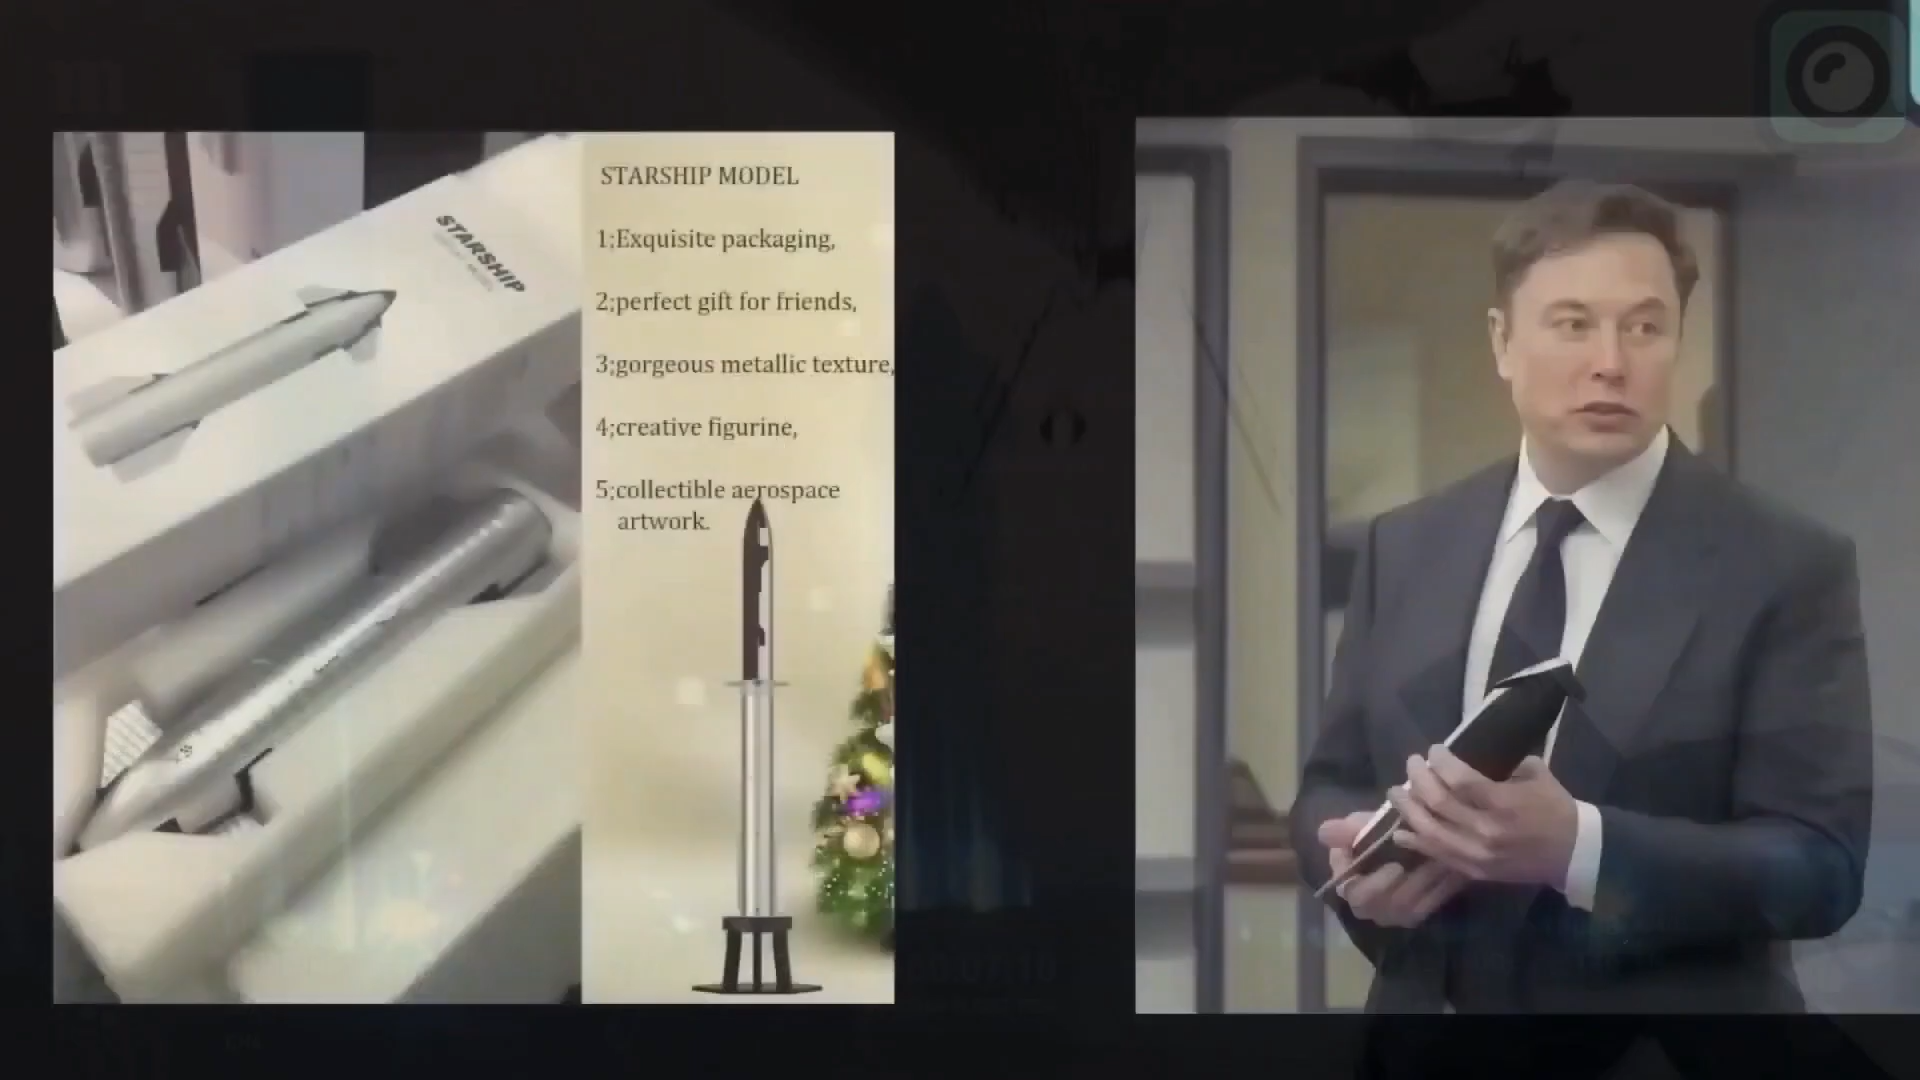 STARSHIP
STARSHIP MODEL
1;Exquisite packaging,
2;perfect gift for friends,
3;gorgeous metallic texture,
4;creative figurine,
5;collectible aerospace
artwork.